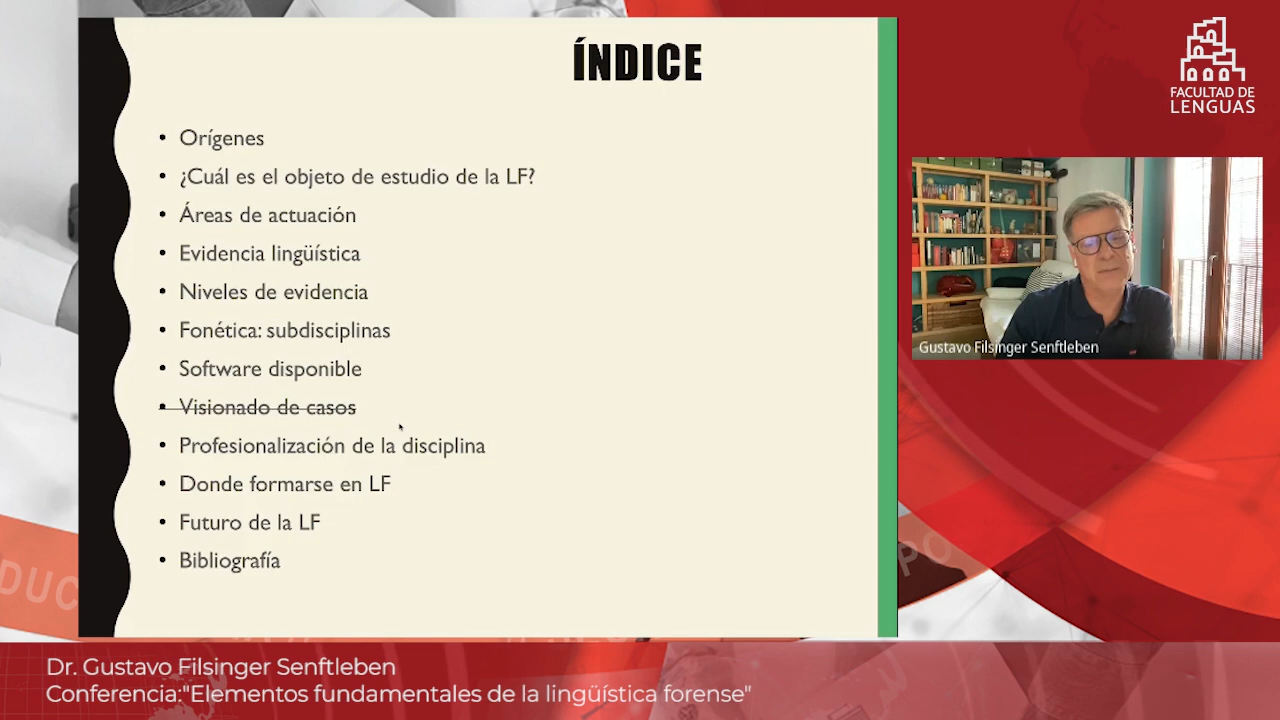 ÍNDICE
• Orígenes
• ¿Cuál es el objeto de estudio de la LF?
• Áreas de actuación
• Evidencia lingüística
• Niveles de evidencia
• Fonética: subdisciplinas
• Software disponible
• Visionado de casos
• Profesionalización de la disciplina
• Donde formarse en LF
• Futuro de la LF
• Bibliografía
FACULTAD DE
LENGUAS
Gustavo Filsinger Senftleben
DUC
PO
Dr. Gustavo Filsinger Senftleben
Conferencia:"Elementos fundamentales de la lingüística forense"